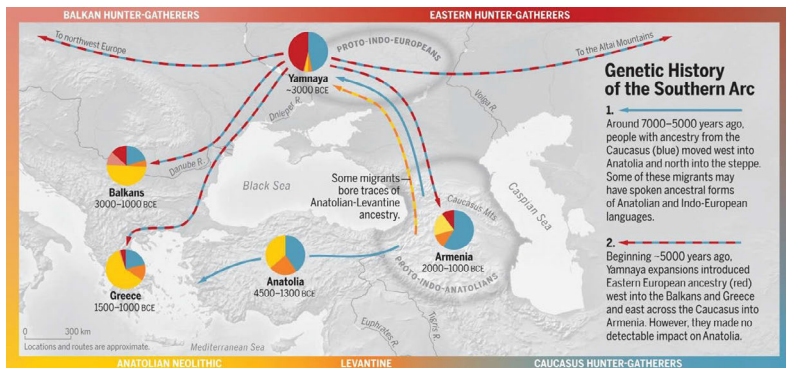 BALKAN HUNTER-GATHERERS
EASTERN HUNTER-GATHERERS
To northwest Europe
PROTO-INDO-EUROPEANS
To the Altai Mountains
Yamnaya
~3000 BCE
Dnieper R.
Volga R.
Danube R.
Balkans
3000–1000 BCE
Black Sea
Some migrants
bore traces of
Anatolian-Levantine
ancestry.
Caucasus Mts.
Caspian Sea
Armenia
2000–1000 BCE
PROTO-INDO-ANATOLIANS
Anatolia
4500–1300 BCE
Greece
1500–1000 BCE
Euphrates R.
Tigris R.
0 300 km
Locations and routes are approximate.
Mediterranean Sea
Genetic History
of the Southern Arc
1.
Around 7000–5000 years ago,
people with ancestry from the
Caucasus (blue) moved west into
Anatolia and north into the steppe.
Some of these migrants may
have spoken ancestral forms
of Anatolian and Indo-European
languages.
2.
Beginning ~5000 years ago,
Yamnaya expansions introduced
Eastern European ancestry (red)
west into the Balkans and Greece
and east across the Caucasus into
Armenia. However, they made no
detectable impact on Anatolia.
ANATOLIAN NEOLITHIC
LEVANTINE
CAUCASUS HUNTER-GATHERERS